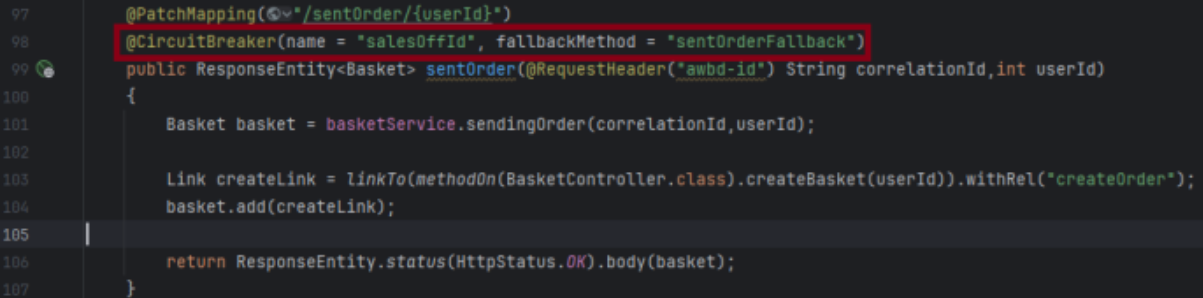 97 @PatchMapping("/sentOrder/{userId}")
98 @CircuitBreaker(name = "salesOffId", fallbackMethod = "sentOrderFallback")
99 public ResponseEntity<Basket> sentOrder(@RequestHeader("awbd-id") String correlationId,int userId)
100 {
101 Basket basket = basketService.sendingOrder(correlationId,userId);
102
103 Link createLink = linkTo(methodOn(BasketController.class).createBasket(userId)).withRel("createOrder");
104 basket.add(createLink);
105
106 return ResponseEntity.status(HttpStatus.OK).body(basket);
107 }